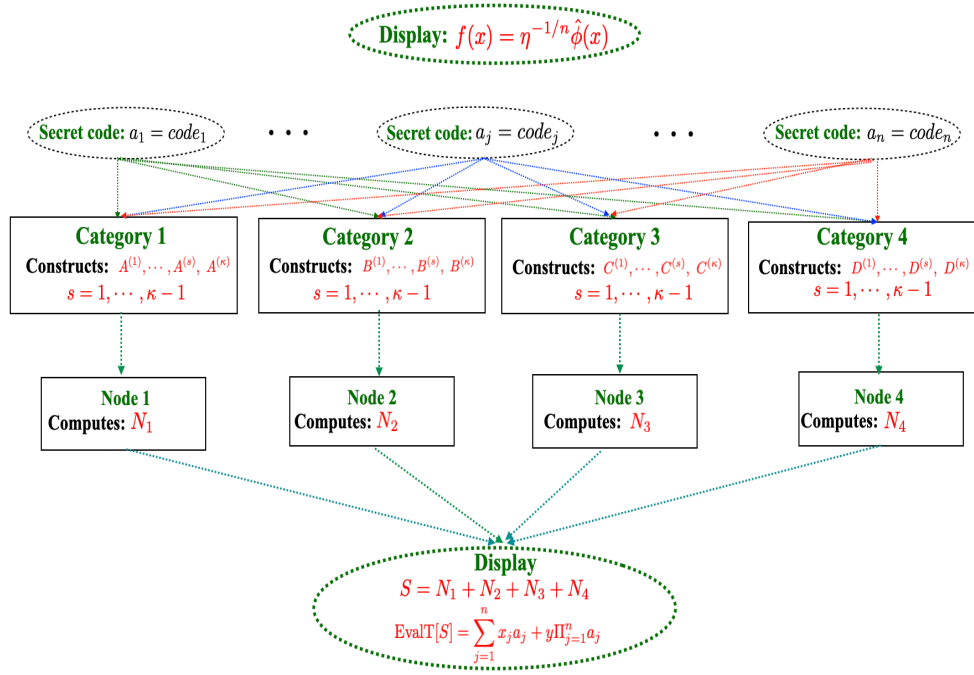 Display: f(x) = η^{-1/n} \hat{ϕ}(x)
Secret code: a_1 = code_1 ··· Secret code: a_j = code_j ··· Secret code: a_n = code_n
Category 1
Constructs: A^{(1)}, ··· , A^{(s)}, A^{(κ)}
s = 1, ··· , κ − 1
Category 2
Constructs: B^{(1)}, ··· , B^{(s)}, B^{(κ)}
s = 1, ··· , κ − 1
Category 3
Constructs: C^{(1)}, ··· , C^{(s)}, C^{(κ)}
s = 1, ··· , κ − 1
Category 4
Constructs: D^{(1)}, ··· , D^{(s)}, D^{(κ)}
s = 1, ··· , κ − 1
Node 1
Computes: N_1
Node 2
Computes: N_2
Node 3
Computes: N_3
Node 4
Computes: N_4
Display
S = N_1 + N_2 + N_3 + N_4
EvalT[S] = \sum_{j=1}^{n} x_j a_j + yΠ_{j=1}^{n} a_j